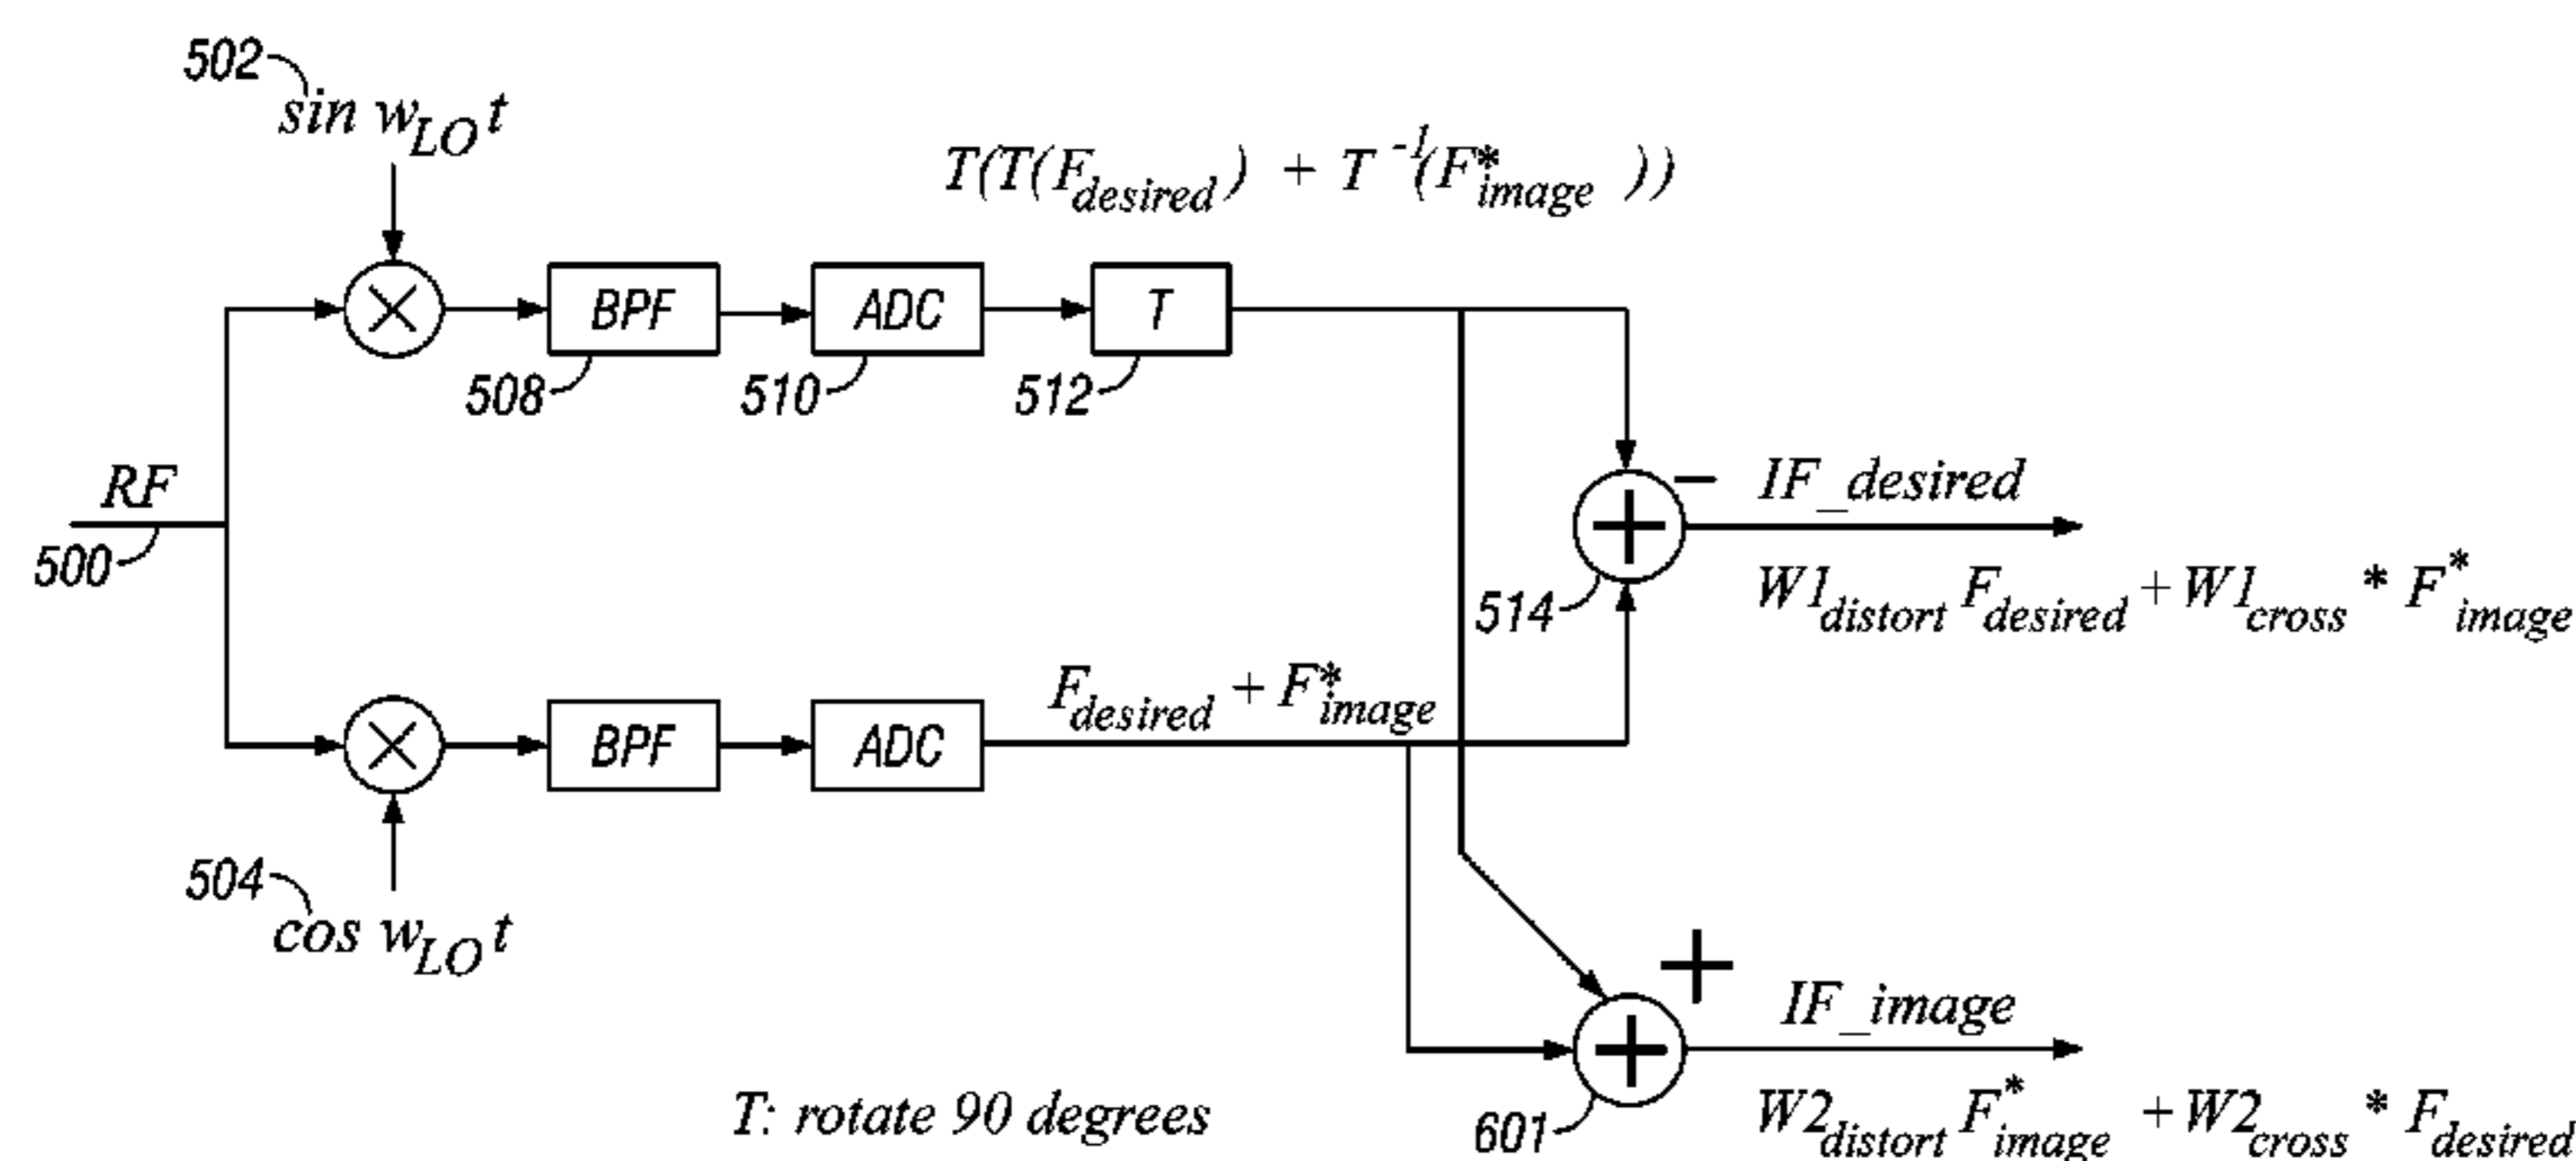 502
sin w_LO t
T(T(F_desired) + T^-1(F*_image))
BPF
ADC
T
508
510
512
RF
500
−
IF_desired
514
W1_distort F_desired + W1_cross * F*_image
F_desired + F*_image
BPF
ADC
504
cos w_LO t
+
IF_image
601
W2_distort F*_image + W2_cross * F_desired
T: rotate 90 degrees